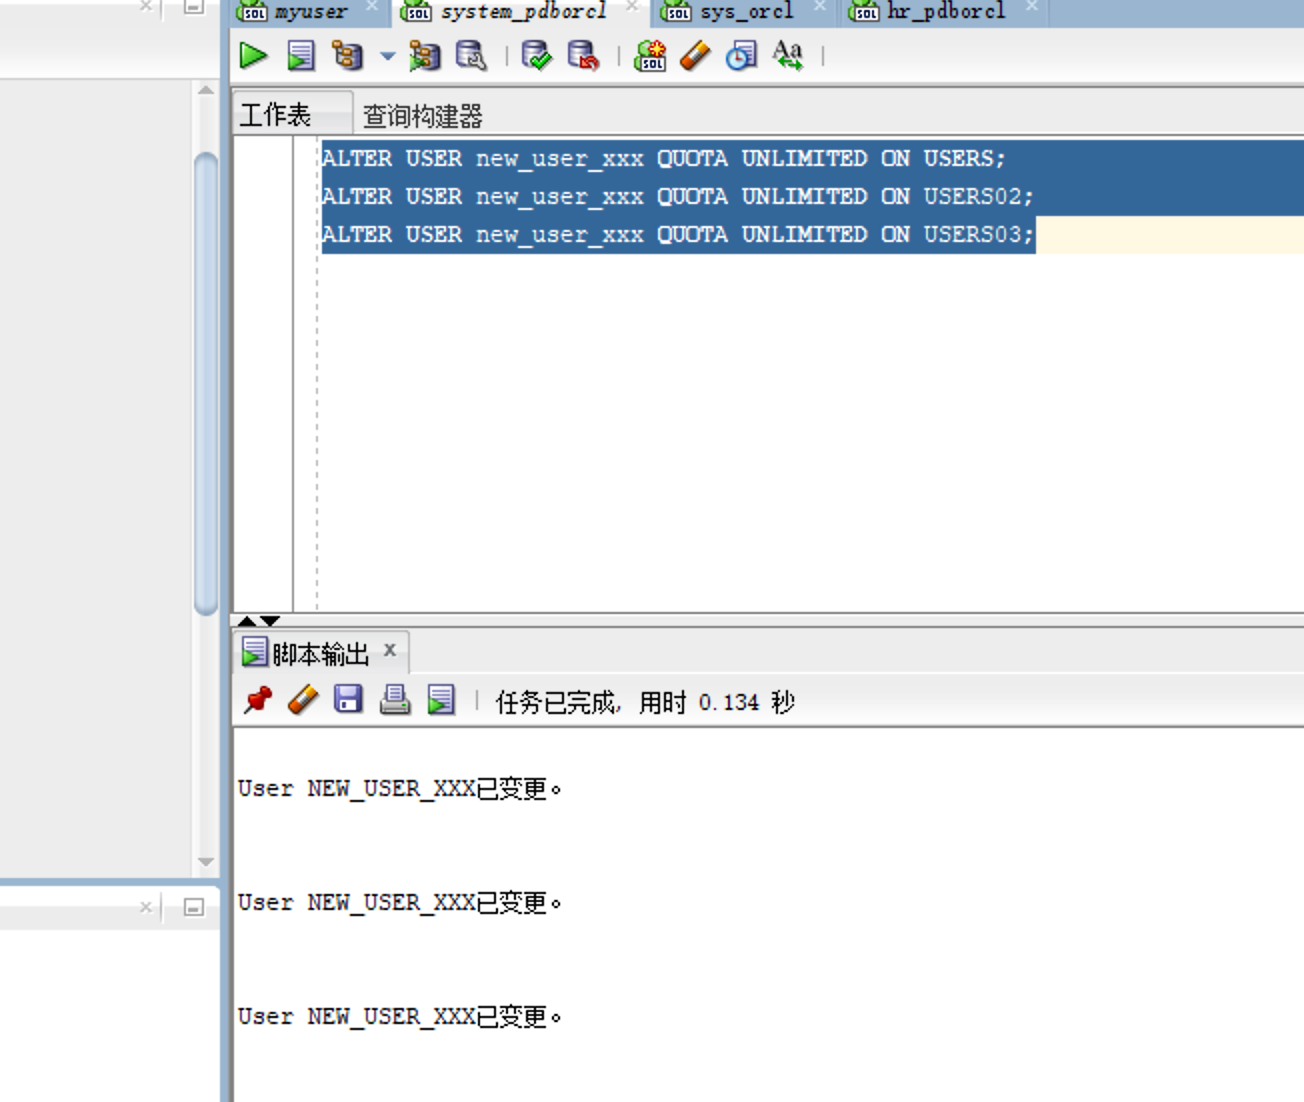 myuser system_pdborcl sys_orcl hr_pdborcl
工作表 查询构建器
ALTER USER new_user_xxx QUOTA UNLIMITED ON USERS;
ALTER USER new_user_xxx QUOTA UNLIMITED ON USERS02;
ALTER USER new_user_xxx QUOTA UNLIMITED ON USERS03;
脚本输出
任务已完成, 用时 0.134 秒
User NEW_USER_XXX已变更。
User NEW_USER_XXX已变更。
User NEW_USER_XXX已变更。